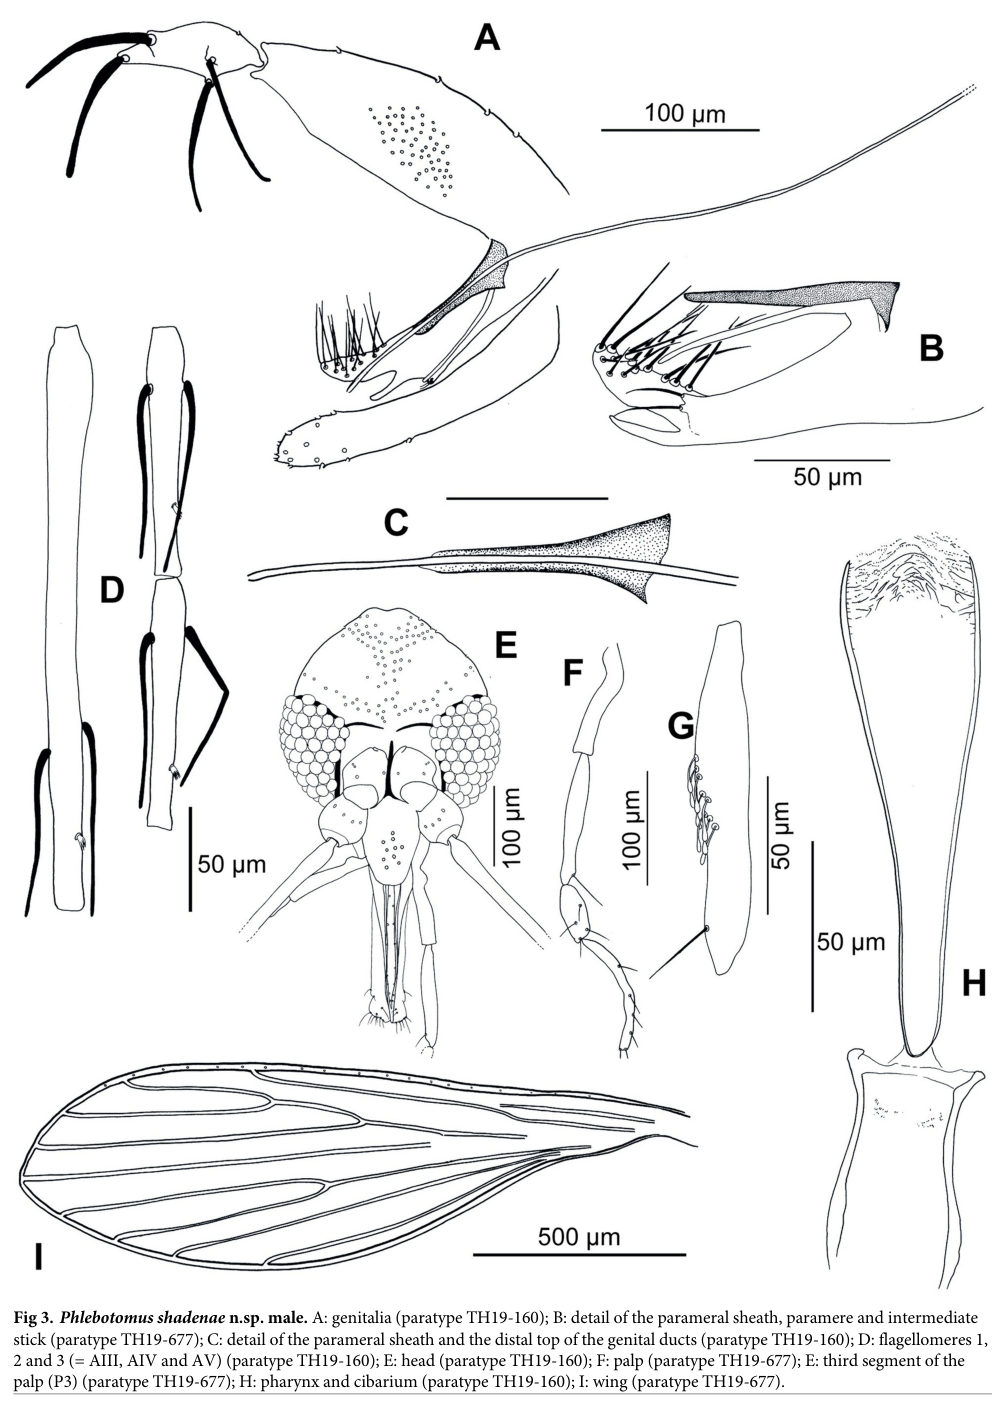 A
100 µm
B
50 µm
C
D
50 µm
E
100 µm
F
100 µm
G
50 µm
50 µm
H
I
500 µm
Fig 3. Phlebotomus shadenae n.sp. male. A: genitalia (paratype TH19-160); B: detail of the parameral sheath, paramere and intermediate
stick (paratype TH19-677); C: detail of the parameral sheath and the distal top of the genital ducts (paratype TH19-160); D: flagellomeres 1,
2 and 3 (= AIII, AIV and AV) (paratype TH19-160); E: head (paratype TH19-160); F: palp (paratype TH19-677); E: third segment of the
palp (P3) (paratype TH19-677); H: pharynx and cibarium (paratype TH19-160); I: wing (paratype TH19-677).